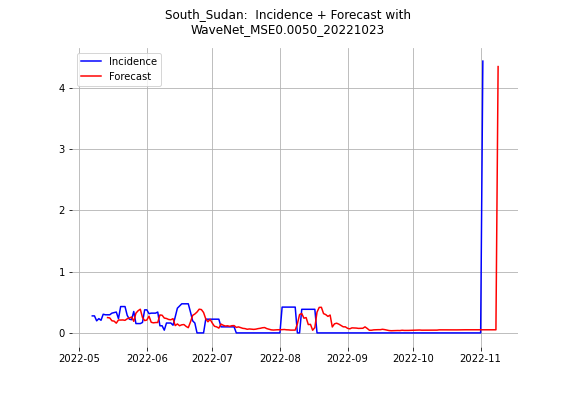 South_Sudan:  Incidence + Forecast with
WaveNet_MSE0.0050_20221023
Incidence
Forecast
4
3
2
1
0
2022-05 2022-06 2022-07 2022-08 2022-09 2022-10 2022-11